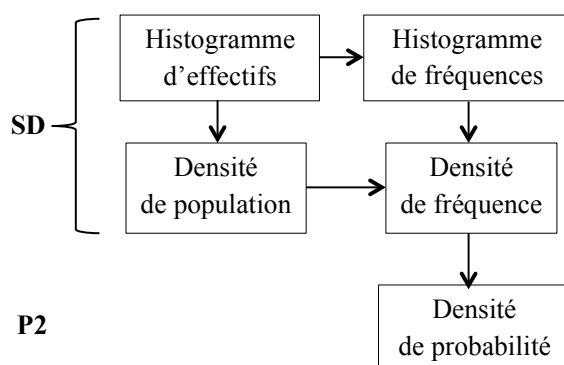 Histogramme
d'effectifs
Histogramme
de fréquences
SD
Densité
de population
Densité
de fréquence
P2
Densité
de probabilité